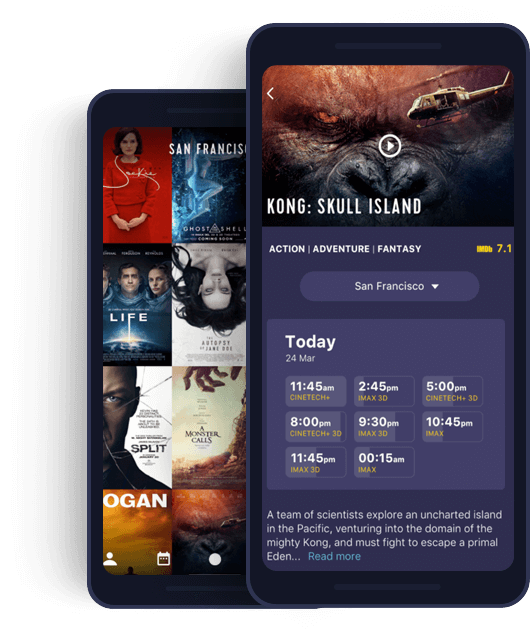 Jackie
SAN FRANCISC
GHOST SHELL
COMING SOON
LIFE
THE
AUTOPSY
OF JANE DOE
SPLIT
A
MONSTER
CALLS
OGAN
KONG: SKULL ISLAND
ACTION | ADVENTURE | FANTASY
IMDb 7.1
San Francisco
Today
24 Mar
11:45am 2:45pm 5:00pm
CINETECH+ IMAX 3D CINETECH+ 3D
8:00pm 9:30pm 10:45pm
CINETECH+ 3D IMAX 3D IMAX
11:45pm 00:15am
IMAX 3D IMAX
A team of scientists explore an uncharted island
in the Pacific, venturing into the domain of the
mighty Kong, and must fight to escape a primal
Eden... Read more